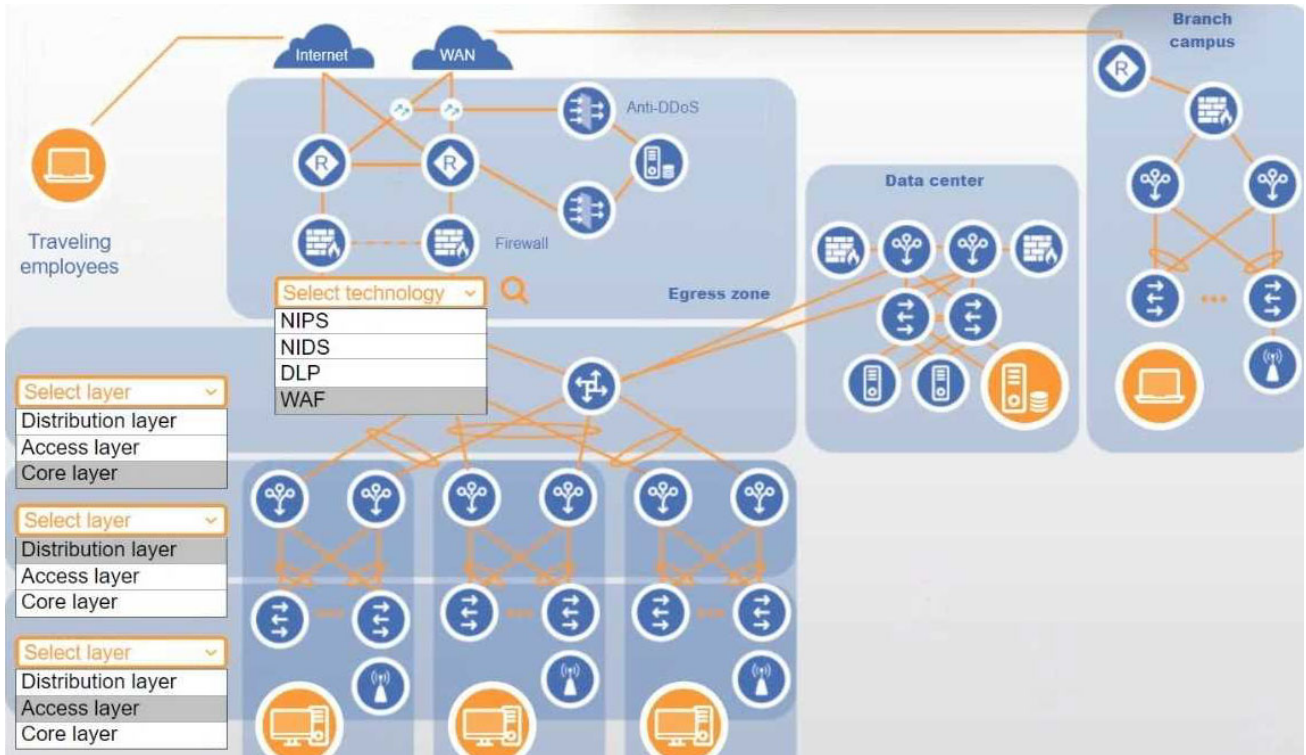 Branch
campus
Internet
WAN
R
Anti-DDoS
R
R
Data center
Traveling
employees
Firewall
Select technology
Egress zone
NIPS
NIDS
DLP
WAF
Select layer
Distribution layer
Access layer
Core layer
Select layer
Distribution layer
Access layer
Core layer
Select layer
Distribution layer
Access layer
Core layer